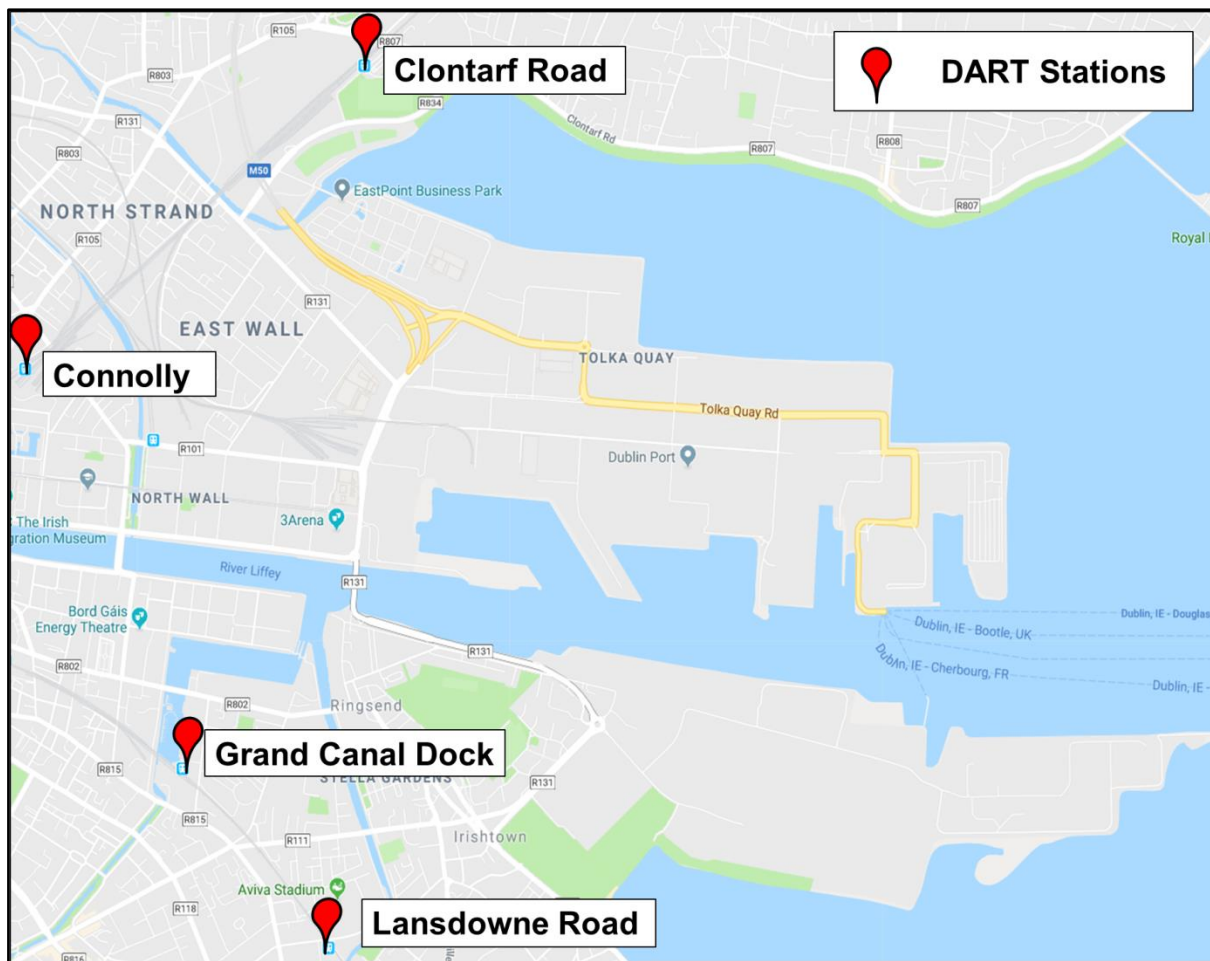 R105
R807
Clontarf Road
DART Stations
R803
R834
R131
Clontarf Rd
R808
R803
R807
M50
EastPoint Business Park
R807
NORTH STRAND
R105
Royal
R131
EAST WALL
TOLKA QUAY
Connolly
Tolka Quay Rd
R101
Dublin Port
NORTH WALL
3Arena
The Irish
gration Museum
River Liffey
R131
Bord Gáis
Energy Theatre
Dublin, IE - Douglas
Dublin, IE - Bootle, UK
R131
R802
Dublin, IE - Cherbourg, FR
Dublin, IE -
R802
Ringsend
Grand Canal Dock
R815
STELLA GARDENS
R131
R815
R111
Irishtown
Aviva Stadium
R118
Lansdowne Road
R816